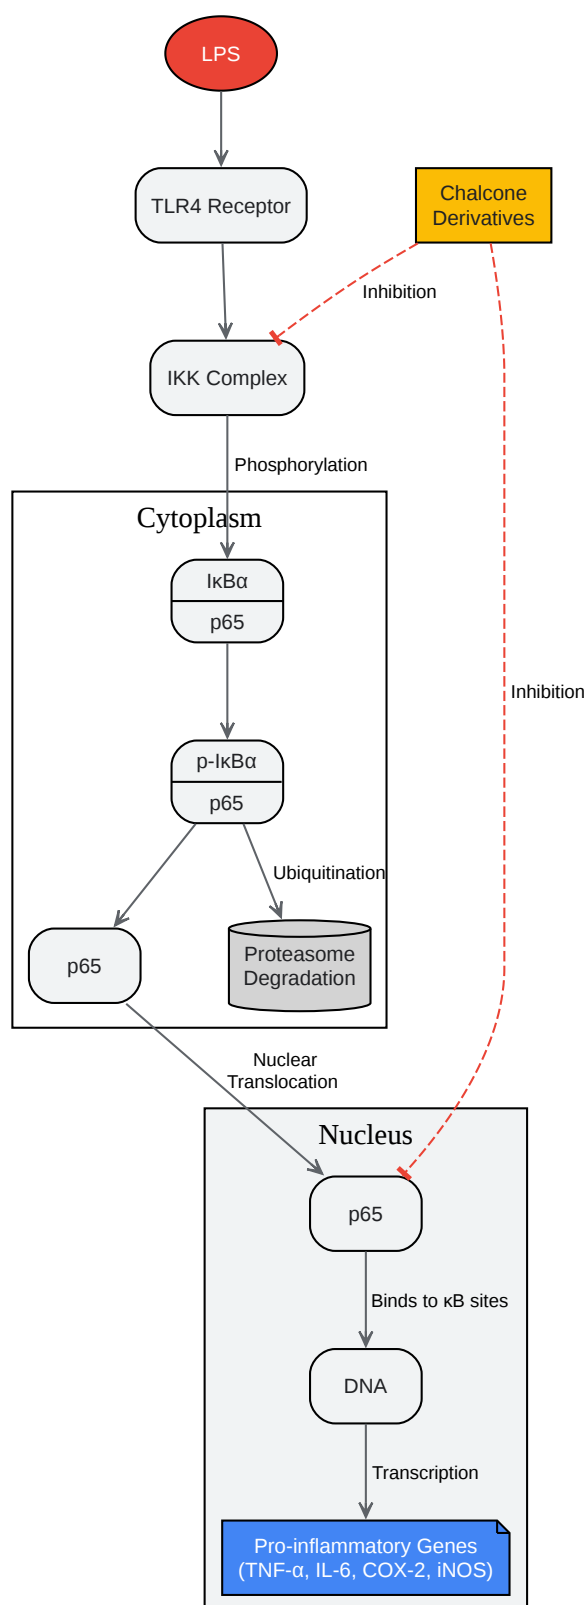 LPS
TLR4 Receptor
Chalcone
Derivatives
Inhibition
IKK Complex
Phosphorylation
Cytoplasm
IκBα
p65
Inhibition
p-IκBα
p65
Ubiquitination
p65
Proteasome
Degradation
Nuclear
Translocation
Nucleus
p65
Binds to κB sites
DNA
Transcription
Pro-inflammatory Genes
(TNF-α, IL-6, COX-2, iNOS)